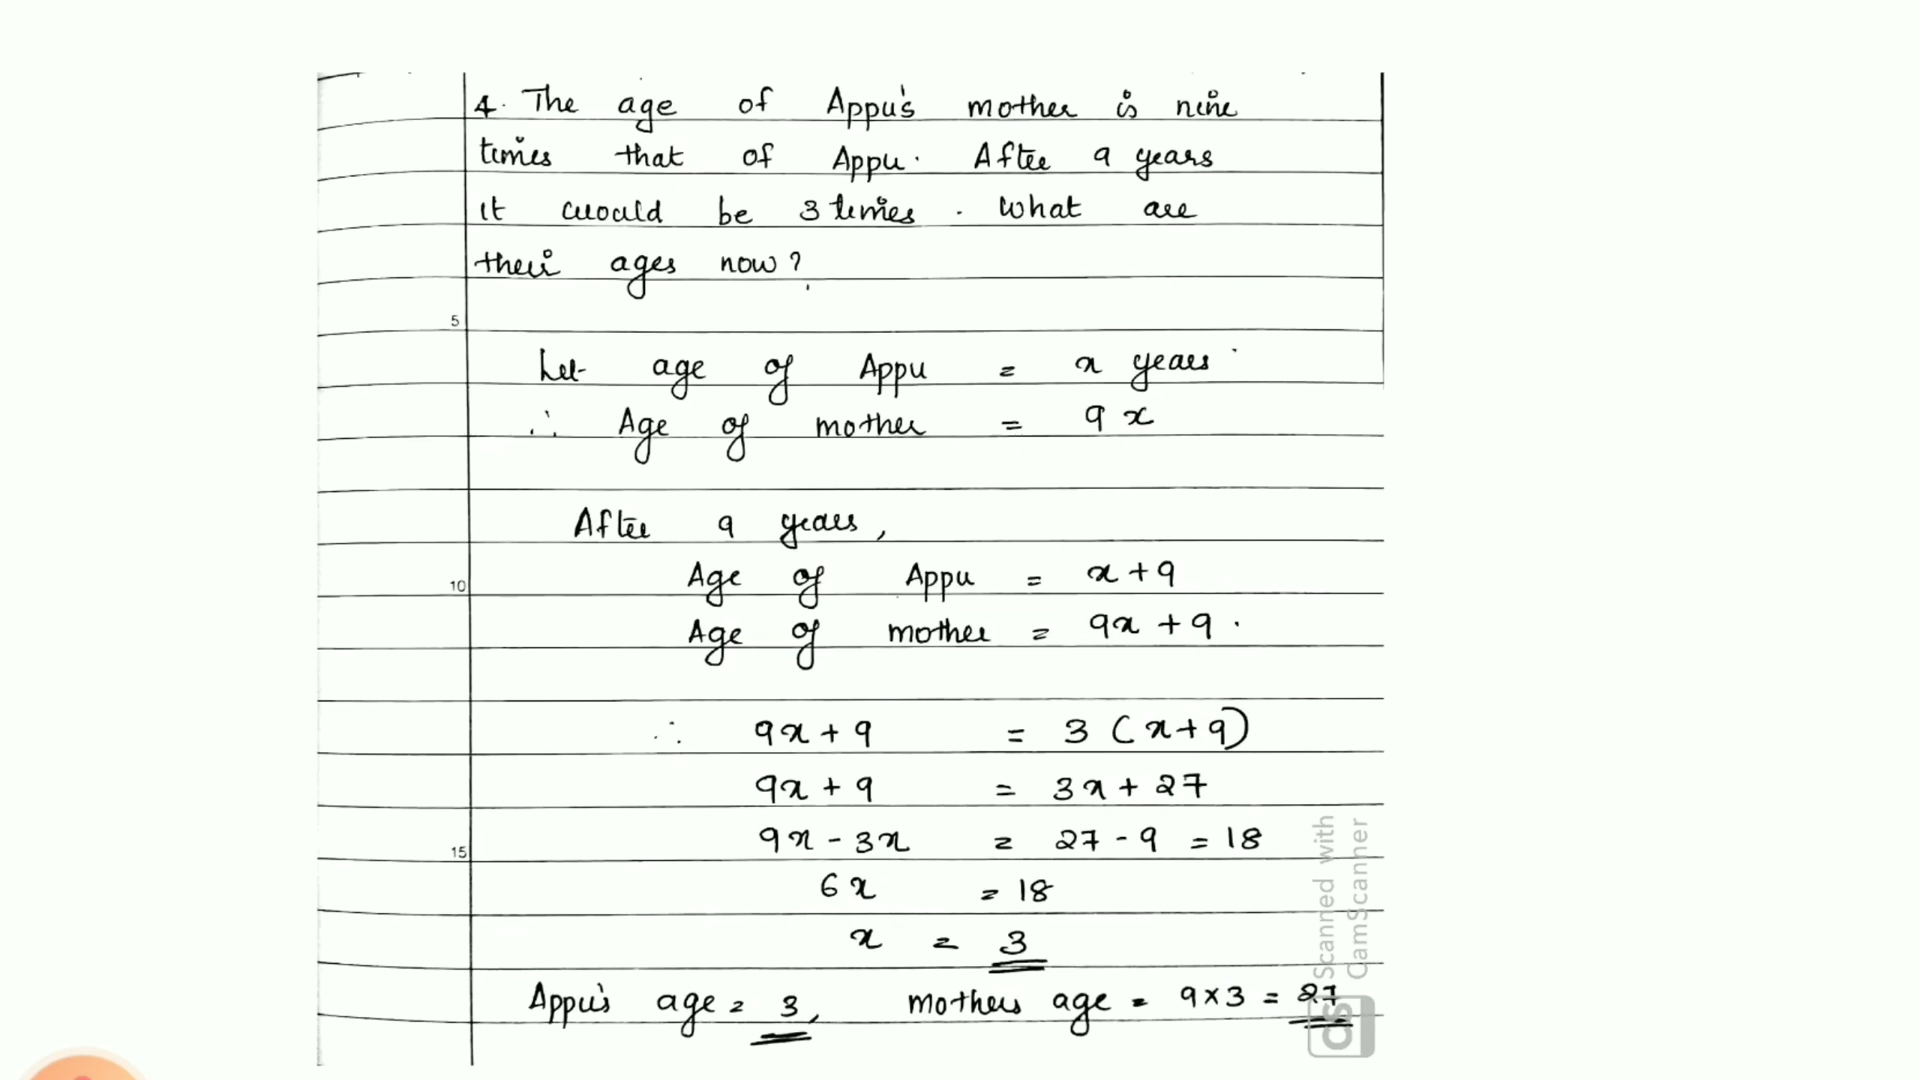 4. The age of Appu's mother is nine
times that of Appu. After 9 years
it would be 3 times. What are
their ages now?
5
Let age of Appu = x years.
∴ Age of mother = 9x
After 9 years,
10
Age of Appu = x+9
Age of mother = 9x+9.
∴ 9x+9 = 3(x+9)
9x+9 = 3x+27
9x-3x = 27-9 = 18
15
6x = 18
x = 3
Appu's age = 3, mothers age = 9×3 = 27
Scanned with
CamScanner
CS